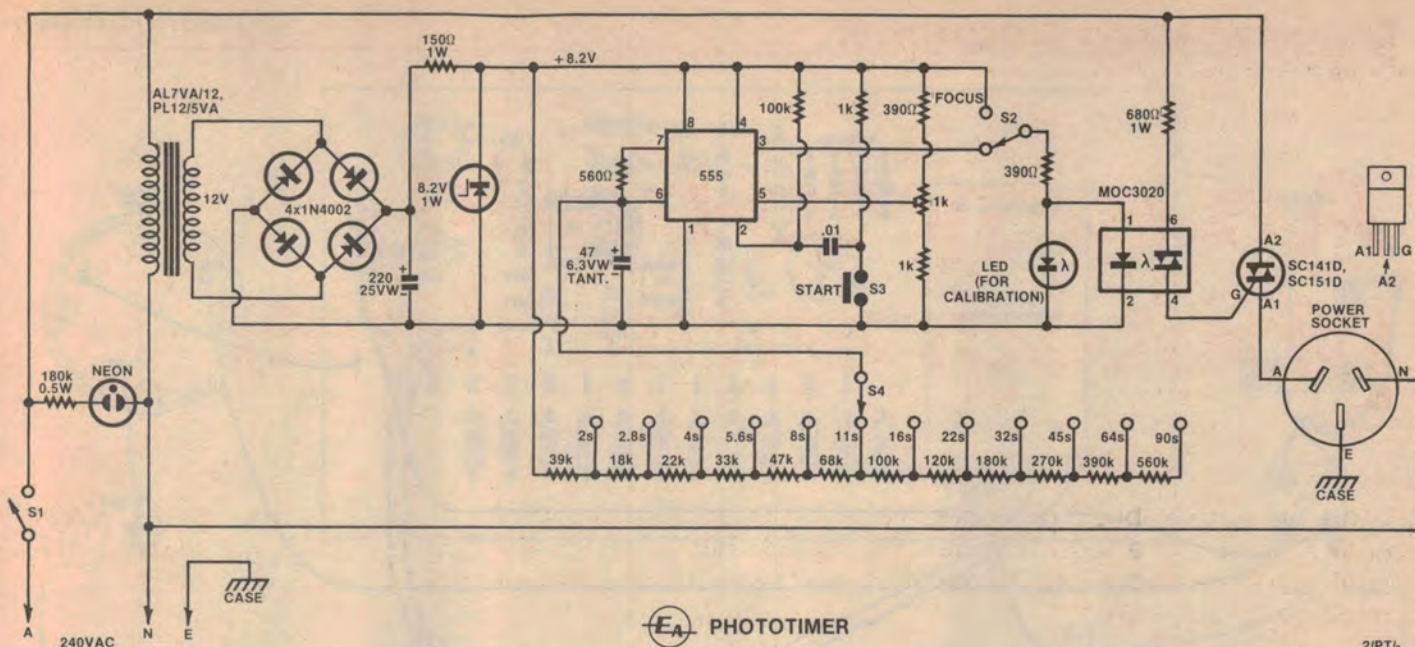 150Ω
1W
+8.2V
AL7VA/12,
PL12/5VA
12V
4x1N4002
220
25VW
+
−
8.2V
1W
560Ω
47
6.3VW
TANT.
+
−
8
4
7
3
555
6
5
1
2
100k
1k
390Ω
.01
START
S3
1k
1k
FOCUS
S2
390Ω
LED
(FOR
CALIBRATION)
λ
MOC3020
1
6
λ
2
4
680Ω
1W
A2
SC141D,
SC151D
G
A1
A1
G
A2
POWER
SOCKET
A
N
E
CASE
180k
0.5W
NEON
S1
S4
2s
2.8s
4s
5.6s
8s
11s
16s
22s
32s
45s
64s
90s
39k
18k
22k
33k
47k
68k
100k
120k
180k
270k
390k
560k
CASE
A
N
E
240VAC
EA PHOTOTIMER